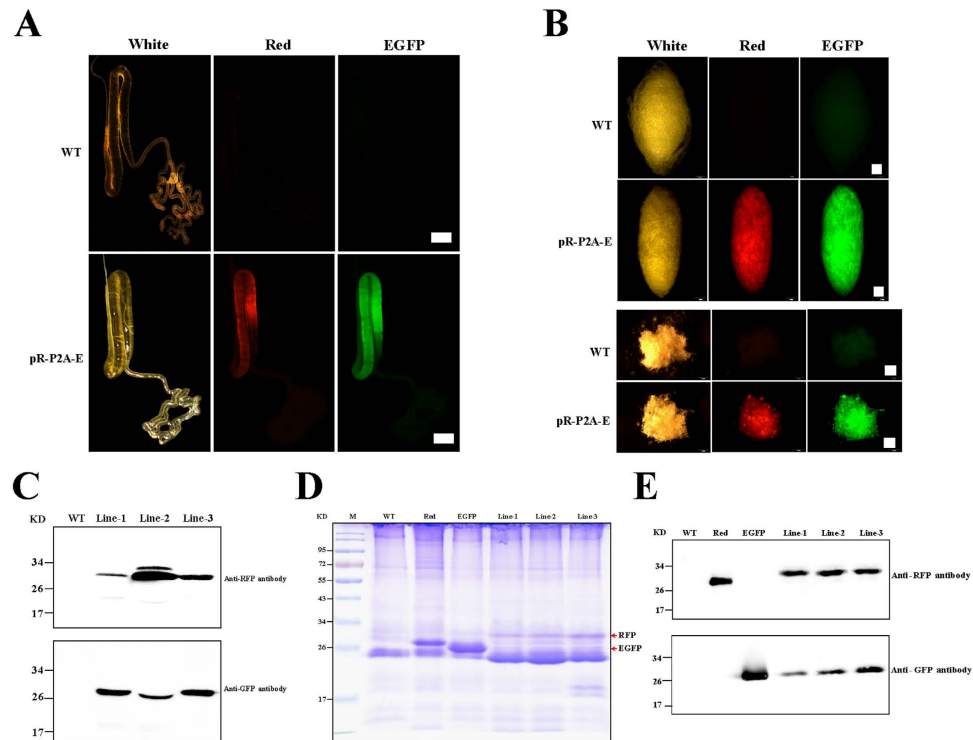 A
White Red EGFP
WT
pR-P2A-E
B
White Red EGFP
WT
pR-P2A-E
WT
pR-P2A-E
C
KD WT Line-1 Line-2 Line-3
34
26
17
Anti-RFP antibody
34
26
17
Anti-GFP antibody
D
KD M WT Red EGFP Line-1 Line-2 Line-3
95
72
55
43
34
26
17
RFP
EGFP
E
KD WT Red EGFP Line-1 Line-2 Line-3
34
26
17
Anti-RFP antibody
34
26
17
Anti-GFP antibody